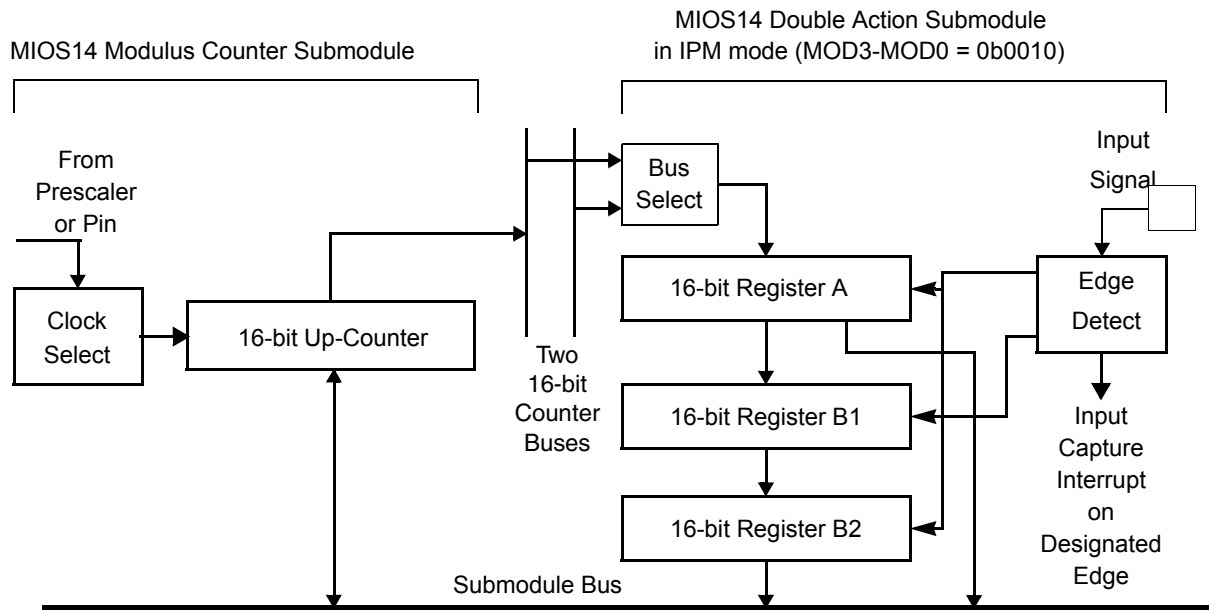 MIOS14 Modulus Counter Submodule
MIOS14 Double Action Submodule
in IPM mode (MOD3-MOD0 = 0b0010)
From
Prescaler
or Pin
Clock
Select
16-bit Up-Counter
Two
16-bit
Counter
Buses
Bus
Select
16-bit Register A
16-bit Register B1
16-bit Register B2
Input
Signal
Edge
Detect
Input
Capture
Interrupt
on
Designated
Edge
Submodule Bus